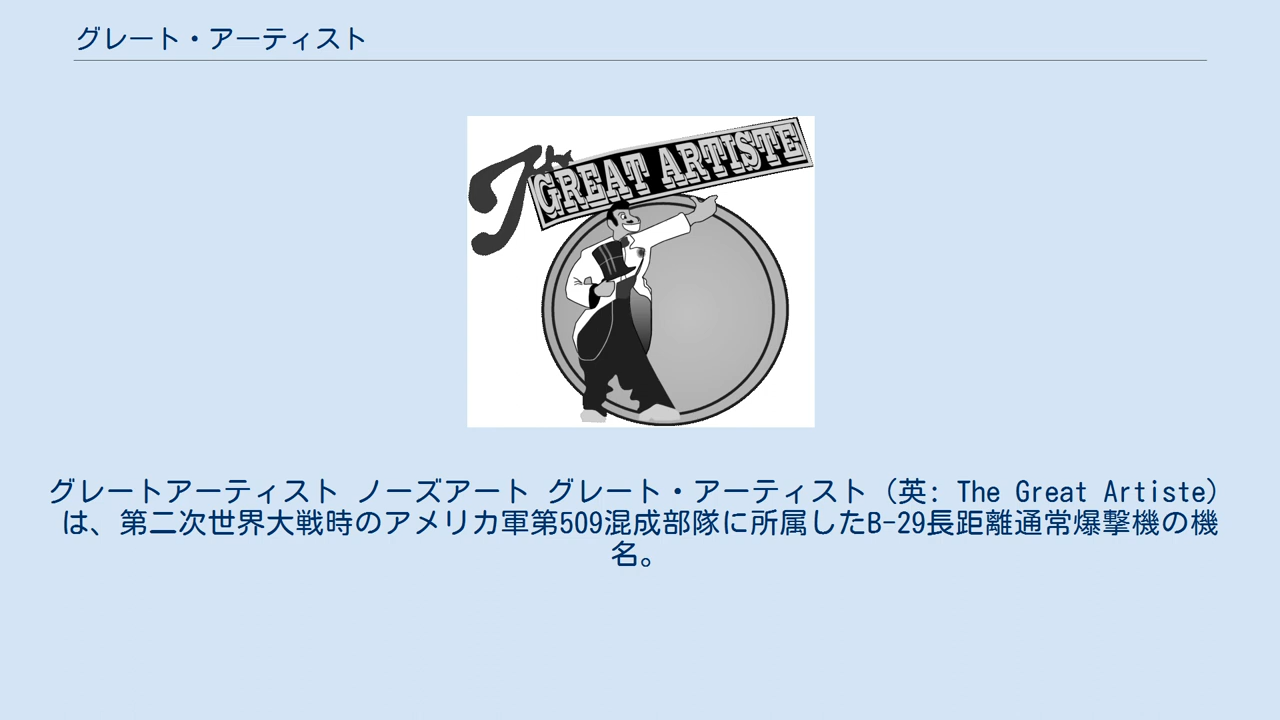 グレート・アーティスト
The
GREAT ARTISTE
グレートアーティスト ノーズアート グレート・アーティスト（英: The Great Artiste）
は、第二次世界大戦時のアメリカ軍第509混成部隊に所属したB-29長距離通常爆撃機の機
名。